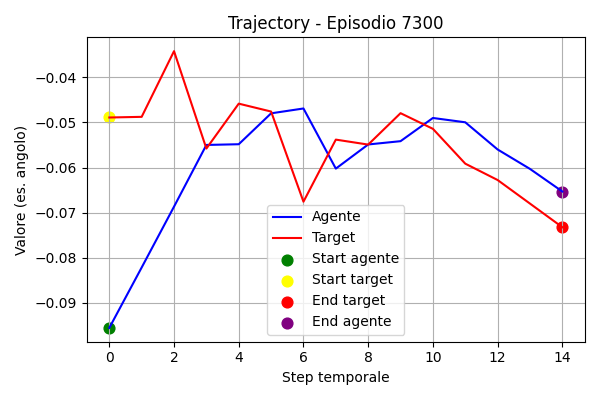 Trajectory - Episodio 7300
Valore (es. angolo)
−0.04
−0.05
−0.06
−0.07
−0.08
−0.09
Agente
Target
Start agente
Start target
End target
End agente
0 2 4 6 8 10 12 14
Step temporale